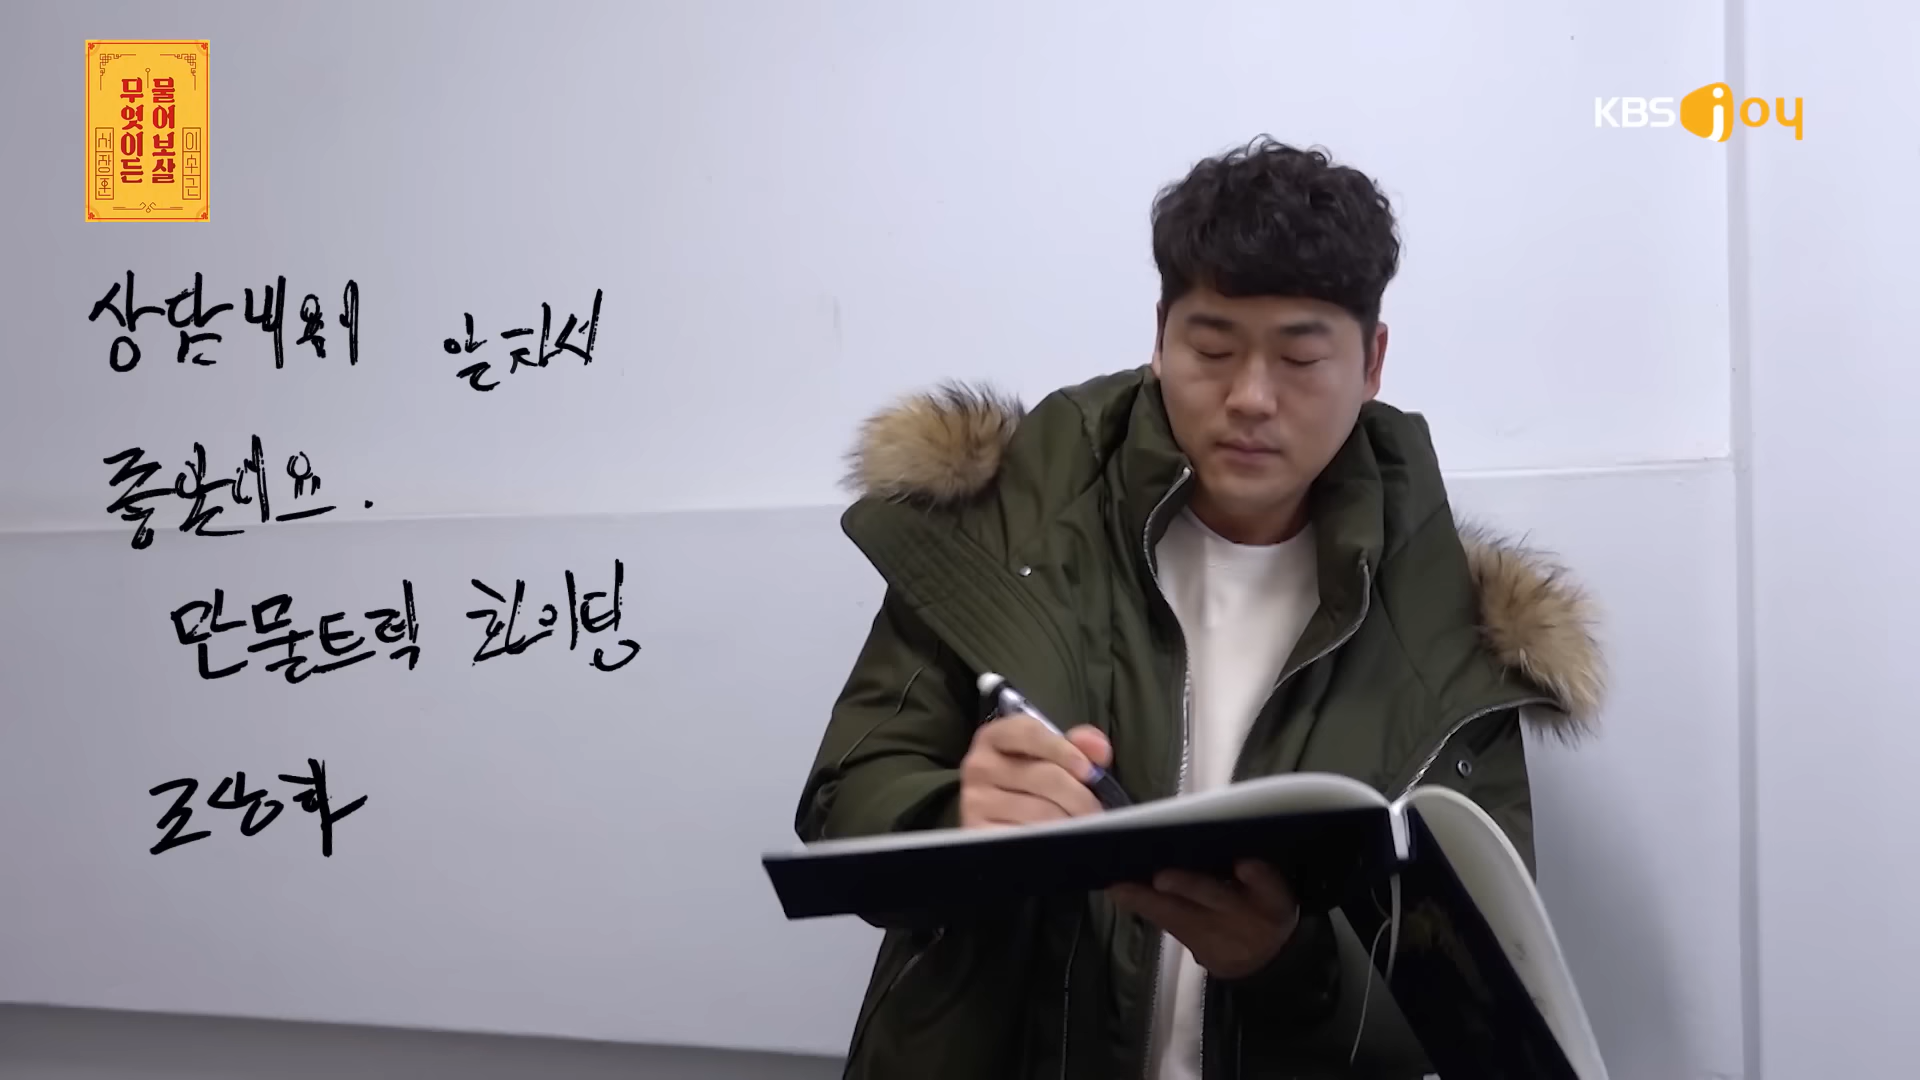 무엇이든
물어보살
서장훈
이수근
KBS joy
상담내용이 알차서
좋았네요.
만물트럭 화이팅